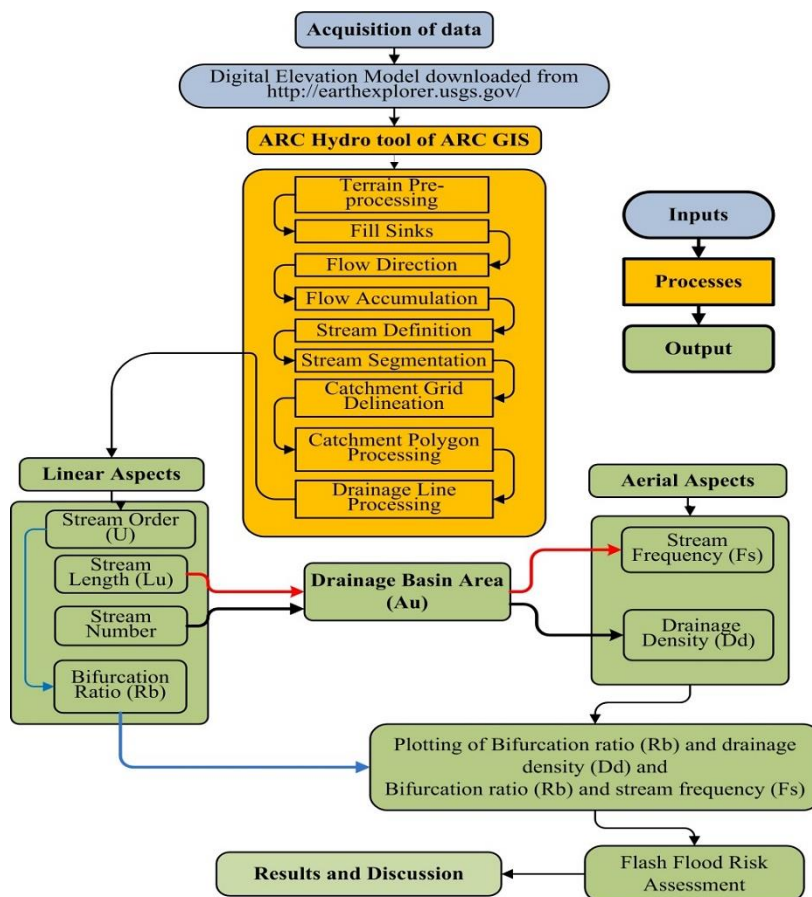 Acquisition of data
Digital Elevation Model downloaded from
http://earthexplorer.usgs.gov/
ARC Hydro tool of ARC GIS
Terrain Pre-
processing
Fill Sinks
Flow Direction
Flow Accumulation
Stream Definition
Stream Segmentation
Catchment Grid
Delineation
Catchment Polygon
Processing
Drainage Line
Processing
Inputs
Processes
Output
Linear Aspects
Stream Order
(U)
Stream
Length (Lu)
Stream
Number
Bifurcation
Ratio (Rb)
Drainage Basin Area
(Au)
Aerial Aspects
Stream
Frequency (Fs)
Drainage
Density (Dd)
Plotting of Bifurcation ratio (Rb) and drainage
density (Dd) and
Bifurcation ratio (Rb) and stream frequency (Fs)
Flash Flood Risk
Assessment
Results and Discussion